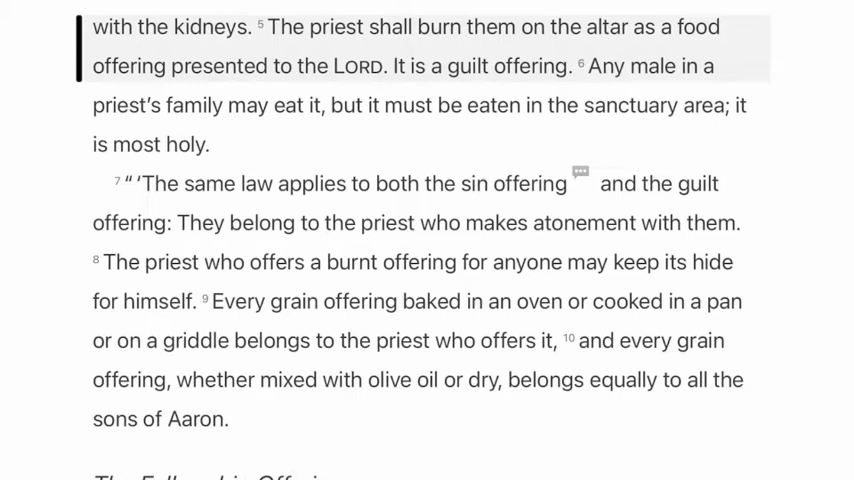 with the kidneys. 5 The priest shall burn them on the altar as a food
offering presented to the LORD. It is a guilt offering. 6 Any male in a
priest’s family may eat it, but it must be eaten in the sanctuary area; it
is most holy.
7 “ ‘The same law applies to both the sin offering and the guilt
offering: They belong to the priest who makes atonement with them.
8 The priest who offers a burnt offering for anyone may keep its hide
for himself. 9 Every grain offering baked in an oven or cooked in a pan
or on a griddle belongs to the priest who offers it, 10 and every grain
offering, whether mixed with olive oil or dry, belongs equally to all the
sons of Aaron.
The Fellowship Offering